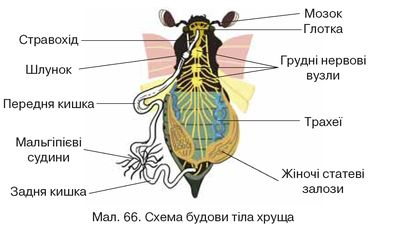 Мозок
Глотка
Стравохід
Шлунок
Грудні нервові
вузли
Передня кишка
Трахеї
Мальгіпієві
судини
Жіночі статеві
залози
Задня кишка
Мал. 66. Схема будови тіла хруща